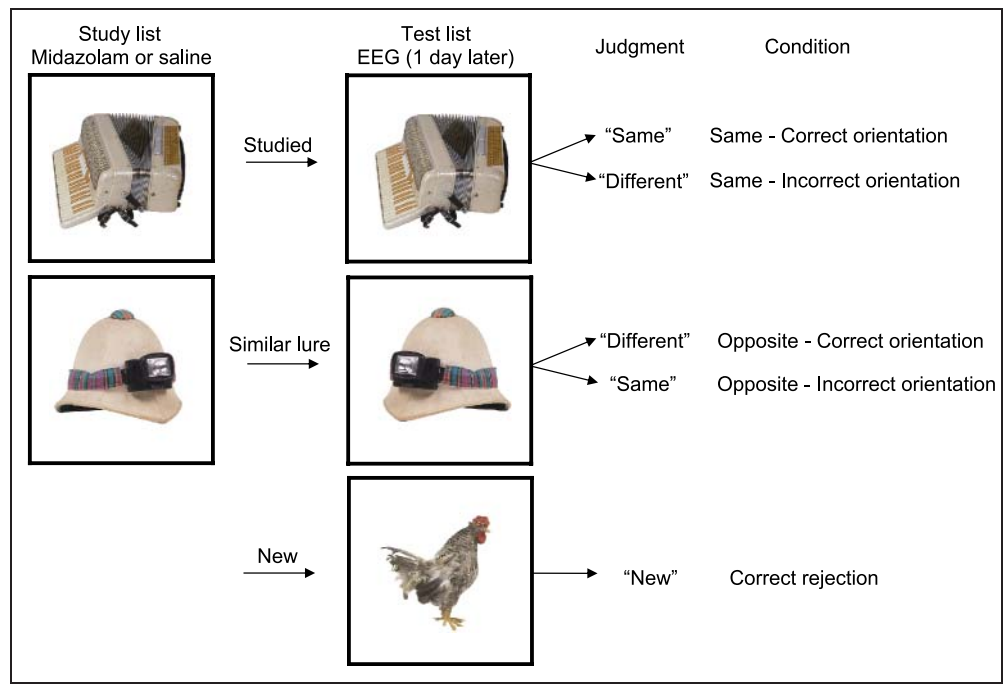 Study list
Midazolam or saline
Test list
EEG (1 day later)
Judgment
Condition
Studied
“Same”
Same - Correct orientation
“Different”
Same - Incorrect orientation
Similar lure
“Different”
Opposite - Correct orientation
“Same”
Opposite - Incorrect orientation
New
“New”
Correct rejection